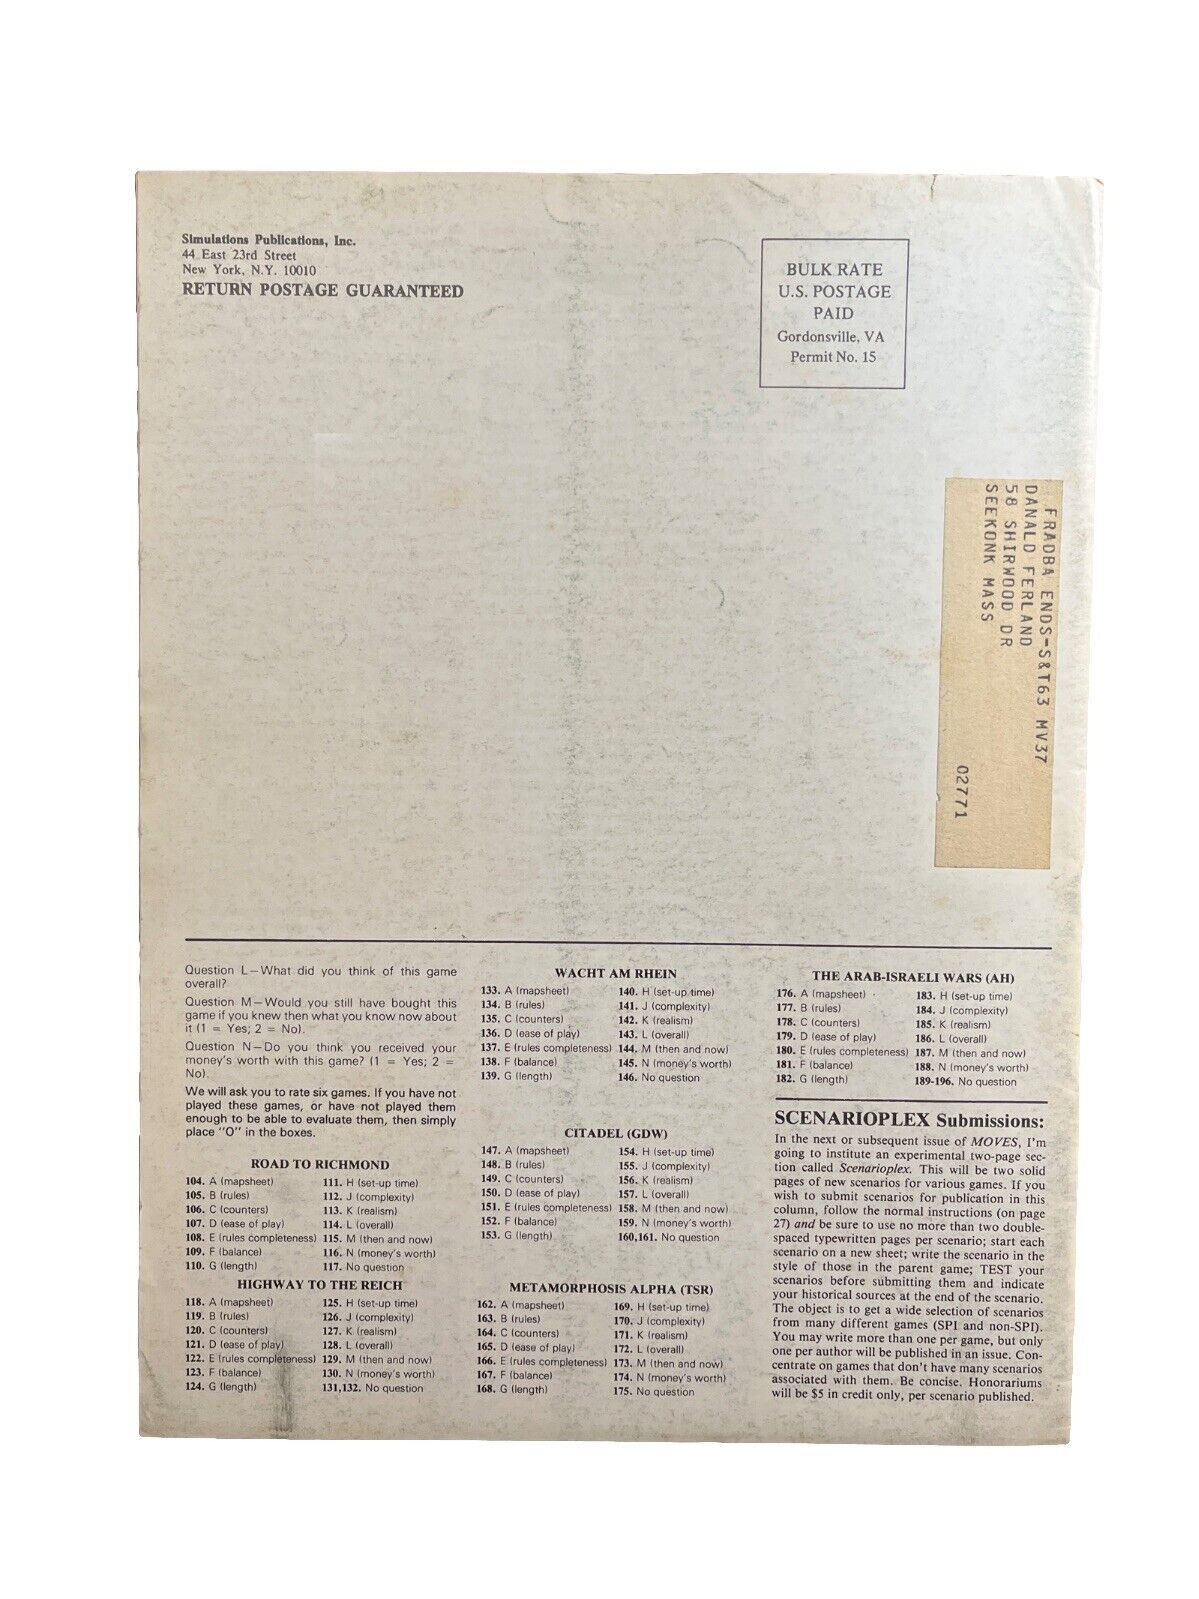 Simulations Publications, Inc.
44 East 23rd Street
New York, N.Y. 10010
RETURN POSTAGE GUARANTEED
BULK RATE
U.S. POSTAGE
PAID
Gordonsville, VA
Permit No. 15
FRADBA ENDS-S&T63 MV37
DANALD FERLAND
58 SHIRWOOD DR
SEEKONK MASS
02771
Question L—What did you think of this game
overall?
Question M—Would you still have bought this
game if you knew then what you know now about
it (1 = Yes; 2 = No).
Question N—Do you think you received your
money's worth with this game? (1 = Yes; 2 =
No).
We will ask you to rate six games. If you have not
played these games, or have not played them
enough to be able to evaluate them, then simply
place "O" in the boxes.
ROAD TO RICHMOND
104. A (mapsheet) 111. H (set-up time)
105. B (rules) 112. J (complexity)
106. C (counters) 113. K (realism)
107. D (ease of play) 114. L (overall)
108. E (rules completeness) 115. M (then and now)
109. F (balance) 116. N (money's worth)
110. G (length) 117. No question
HIGHWAY TO THE REICH
118. A (mapsheet) 125. H (set-up time)
119. B (rules) 126. J (complexity)
120. C (counters) 127. K (realism)
121. D (ease of play) 128. L (overall)
122. E (rules completeness) 129. M (then and now)
123. F (balance) 130. N (money's worth)
124. G (length) 131,132. No question
WACHT AM RHEIN
133. A (mapsheet) 140. H (set-up time)
134. B (rules) 141. J (complexity)
135. C (counters) 142. K (realism)
136. D (ease of play) 143. L (overall)
137. E (rules completeness) 144. M (then and now)
138. F (balance) 145. N (money's worth)
139. G (length) 146. No question
CITADEL (GDW)
147. A (mapsheet) 154. H (set-up time)
148. B (rules) 155. J (complexity)
149. C (counters) 156. K (realism)
150. D (ease of play) 157. L (overall)
151. E (rules completeness) 158. M (then and now)
152. F (balance) 159. N (money's worth)
153. G (length) 160,161. No question
METAMORPHOSIS ALPHA (TSR)
162. A (mapsheet) 169. H (set-up time)
163. B (rules) 170. J (complexity)
164. C (counters) 171. K (realism)
165. D (ease of play) 172. L (overall)
166. E (rules completeness) 173. M (then and now)
167. F (balance) 174. N (money's worth)
168. G (length) 175. No question
THE ARAB-ISRAELI WARS (AH)
176. A (mapsheet) 183. H (set-up time)
177. B (rules) 184. J (complexity)
178. C (counters) 185. K (realism)
179. D (ease of play) 186. L (overall)
180. E (rules completeness) 187. M (then and now)
181. F (balance) 188. N (money's worth)
182. G (length) 189-196. No question
SCENARIOPLEX Submissions:
In the next or subsequent issue of MOVES, I'm
going to institute an experimental two-page sec-
tion called Scenarioplex. This will be two solid
pages of new scenarios for various games. If you
wish to submit scenarios for publication in this
column, follow the normal instructions (on page
27) and be sure to use no more than two double-
spaced typewritten pages per scenario; start each
scenario on a new sheet; write the scenario in the
style of those in the parent game; TEST your
scenarios before submitting them and indicate
your historical sources at the end of the scenario.
The object is to get a wide selection of scenarios
from many different games (SPI and non-SPI).
You may write more than one per game, but only
one per author will be published in an issue. Con-
centrate on games that don't have many scenarios
associated with them. Be concise. Honorariums
will be $5 in credit only, per scenario published.